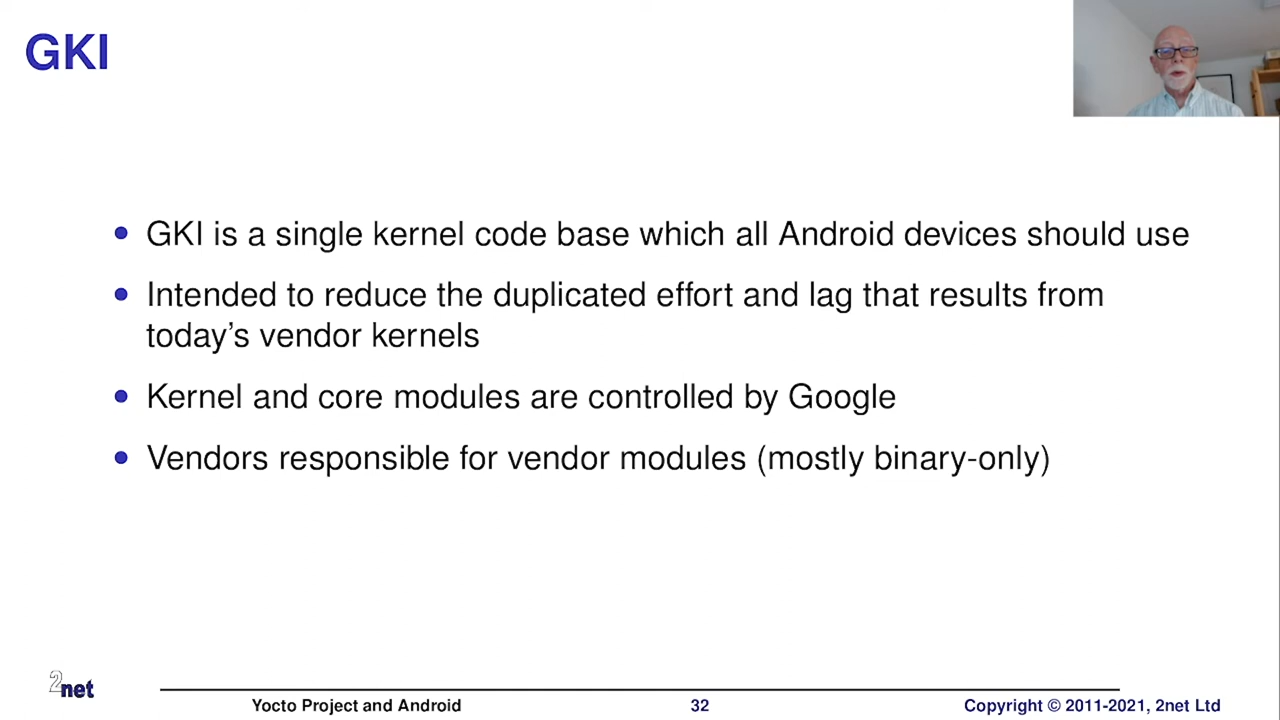 GKI
• GKI is a single kernel code base which all Android devices should use
• Intended to reduce the duplicated effort and lag that results from
today's vendor kernels
• Kernel and core modules are controlled by Google
• Vendors responsible for vendor modules (mostly binary-only)
2net
Yocto Project and Android
32
Copyright © 2011-2021, 2net Ltd